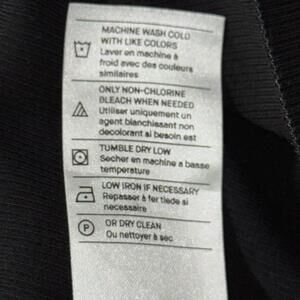 MACHINE WASH COLD
WITH LIKE COLORS
Laver en machine à
froid avec des couleurs
similaires
ONLY NON-CHLORINE
BLEACH WHEN NEEDED
Utiliser uniquement un
agent blanchissant non
decolorant si besoin est
TUMBLE DRY LOW
Secher en machine a basse
temperature
LOW IRON IF NECESSARY
Repasser à fer tiede si
necessaire
P
OR DRY CLEAN
Ou nettoyer à sec